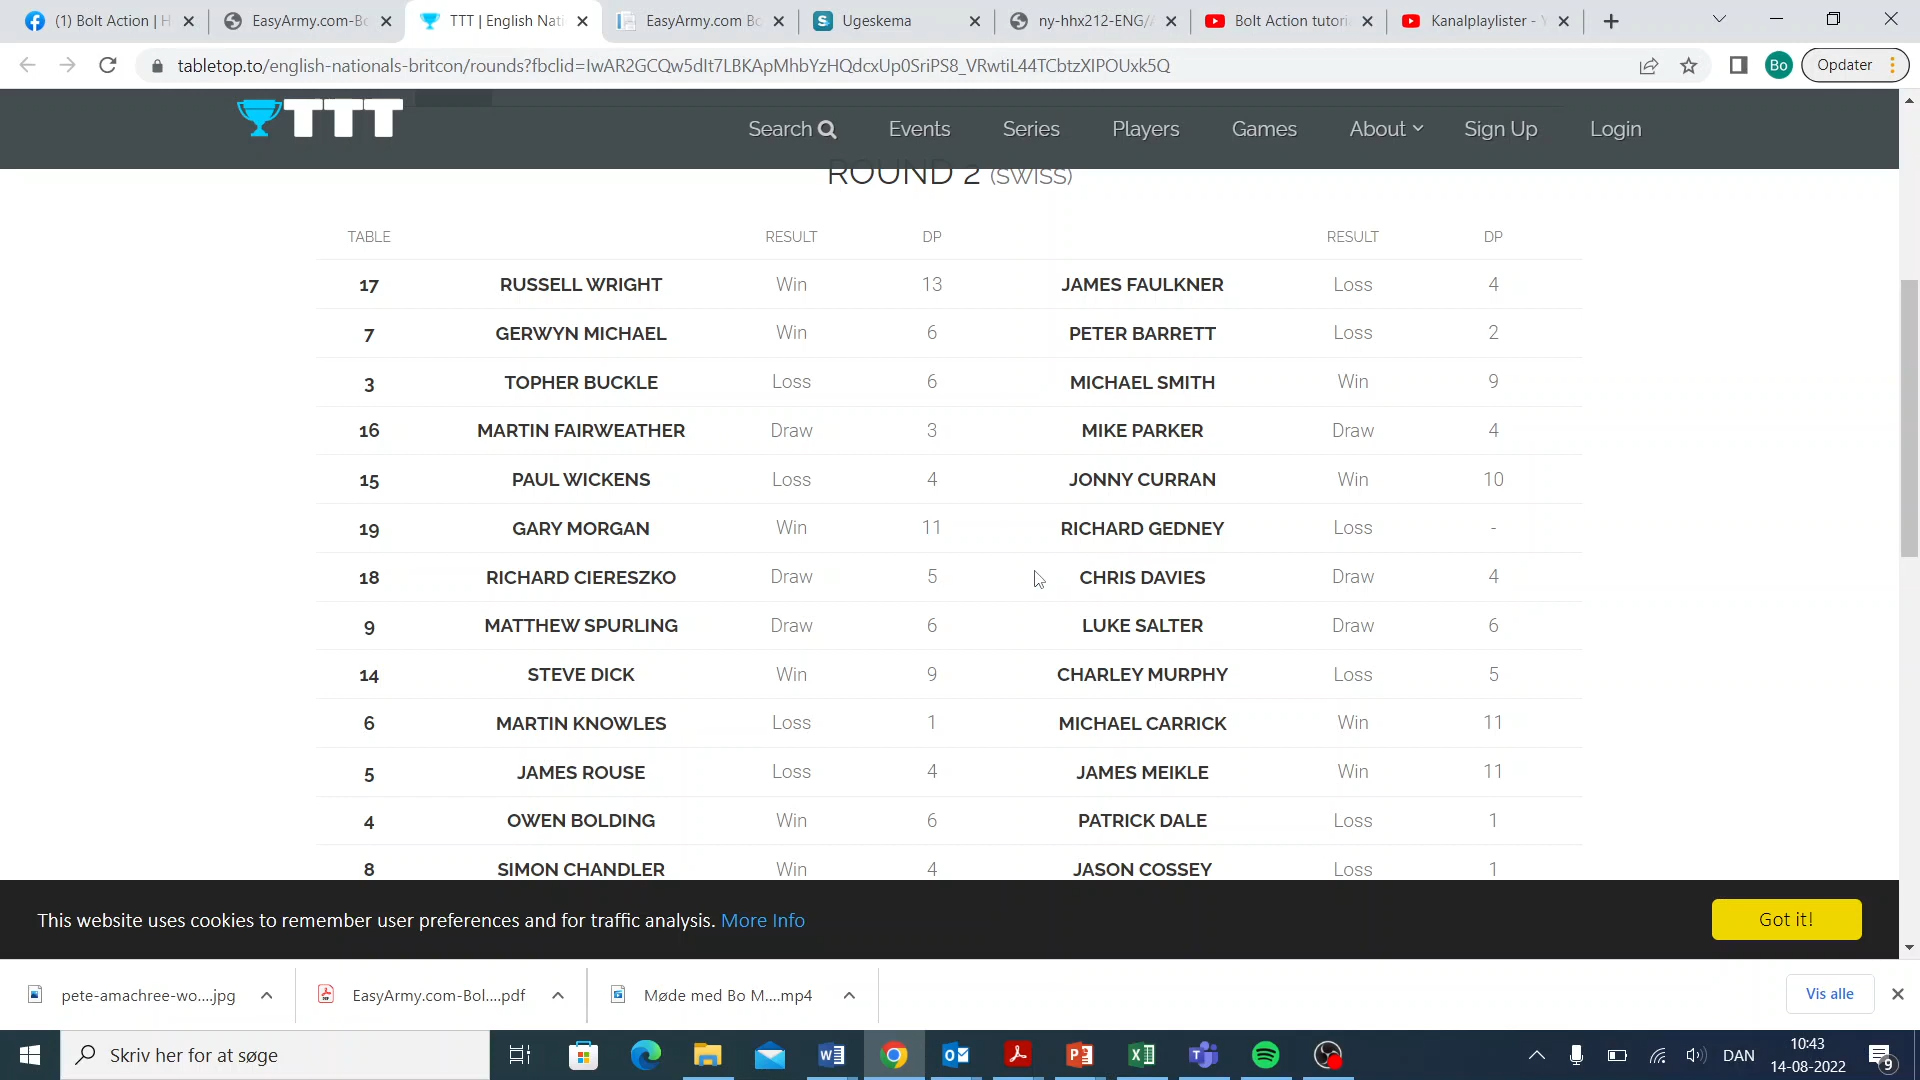 (1) Bolt Action | H
EasyArmy.com-Bo
TTT | English Nati
EasyArmy.com Bo
Ugeskema
ny-hhx212-ENG/A
Bolt Action tutori
Kanalplaylister - Y
tabletop.to/english-nationals-britcon/rounds?fbclid=IwAR2GCQw5dIt7LBKApMhbYzHQdcxUp0SriPS8_VRwtiL44TCbtzXIPOUxk5Q
Bo
Opdater
TTT
Search Events Series Players Games About Sign Up Login
ROUND 2 (SWISS)
TABLE RESULT DP RESULT DP
17 RUSSELL WRIGHT Win 13 JAMES FAULKNER Loss 4
7 GERWYN MICHAEL Win 6 PETER BARRETT Loss 2
3 TOPHER BUCKLE Loss 6 MICHAEL SMITH Win 9
16 MARTIN FAIRWEATHER Draw 3 MIKE PARKER Draw 4
15 PAUL WICKENS Loss 4 JONNY CURRAN Win 10
19 GARY MORGAN Win 11 RICHARD GEDNEY Loss -
18 RICHARD CIERESZKO Draw 5 CHRIS DAVIES Draw 4
9 MATTHEW SPURLING Draw 6 LUKE SALTER Draw 6
14 STEVE DICK Win 9 CHARLEY MURPHY Loss 5
6 MARTIN KNOWLES Loss 1 MICHAEL CARRICK Win 11
5 JAMES ROUSE Loss 4 JAMES MEIKLE Win 11
4 OWEN BOLDING Win 6 PATRICK DALE Loss 1
8 SIMON CHANDLER Win 4 JASON COSSEY Loss 1
This website uses cookies to remember user preferences and for traffic analysis. More Info
Got it!
pete-amachree-wo....jpg
EasyArmy.com-Bol....pdf
Møde med Bo M....mp4
Vis alle
Skriv her for at søge
DAN
10:43
14-08-2022
9